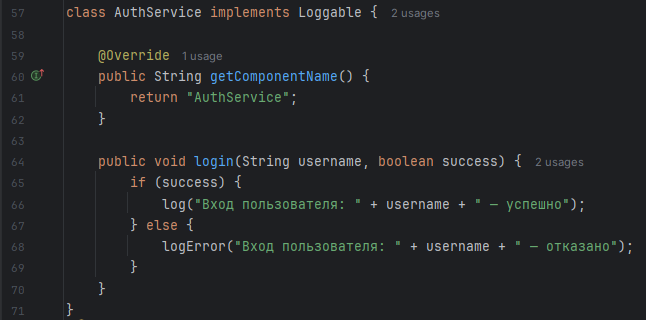 57 class AuthService implements Loggable { 2 usages
58
59 @Override 1 usage
60 public String getComponentName() {
61 return "AuthService";
62 }
63
64 public void login(String username, boolean success) { 2 usages
65 if (success) {
66 log("Вход пользователя: " + username + " — успешно");
67 } else {
68 logError("Вход пользователя: " + username + " — отказано");
69 }
70 }
71 }